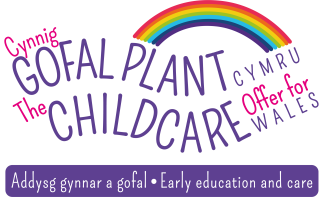 Cynnig
GOFAL PLANT CYMRU
The CHILDCARE Offer for WALES
Addysg gynnar a gofal • Early education and care